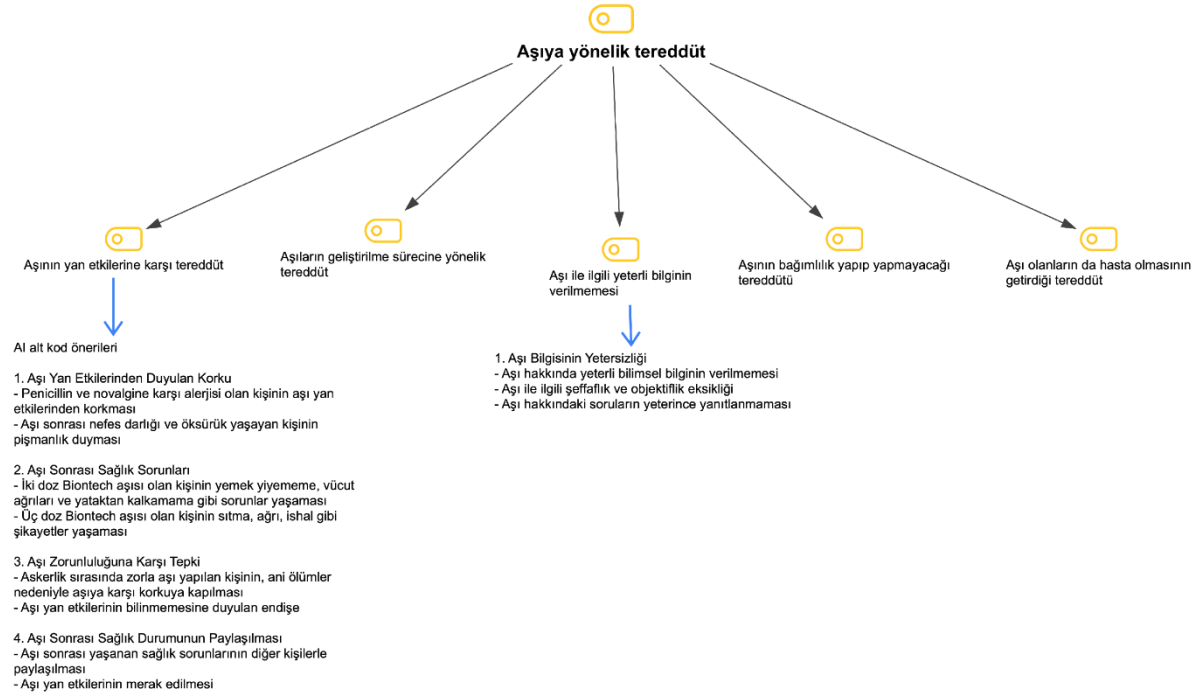 Aşıya yönelik tereddüt
Aşının yan etkilerine karşı tereddüt
Aşıların geliştirilme sürecine yönelik
tereddüt
Aşı ile ilgili yeterli bilginin
verilmemesi
Aşının bağımlılık yapıp yapmayacağı
tereddütü
Aşı olanların da hasta olmasının
getirdiği tereddüt
AI alt kod önerileri
1. Aşı Yan Etkilerinden Duyulan Korku
- Penicillin ve novalgine karşı alerjisi olan kişinin aşı yan
etkilerinden korkması
- Aşı sonrası nefes darlığı ve öksürük yaşayan kişinin
pişmanlık duyması
2. Aşı Sonrası Sağlık Sorunları
- İki doz Biontech aşısı olan kişinin yemek yiyememe, vücut
ağrıları ve yataktan kalkamama gibi sorunlar yaşaması
- Üç doz Biontech aşısı olan kişinin sıtma, ağrı, ishal gibi
şikayetler yaşaması
3. Aşı Zorunluluğuna Karşı Tepki
- Askerlik sırasında zorla aşı yapılan kişinin, ani ölümler
nedeniyle aşıya karşı korkuya kapılması
- Aşı yan etkilerinin bilinmemesine duyulan endişe
4. Aşı Sonrası Sağlık Durumunun Paylaşılması
- Aşı sonrası yaşanan sağlık sorunlarının diğer kişilerle
paylaşılması
- Aşı yan etkilerinin merak edilmesi
1. Aşı Bilgisinin Yetersizliği
- Aşı hakkında yeterli bilimsel bilginin verilmemesi
- Aşı ile ilgili şeffaflık ve objektiflik eksikliği
- Aşı hakkındaki soruların yeterince yanıtlanmaması